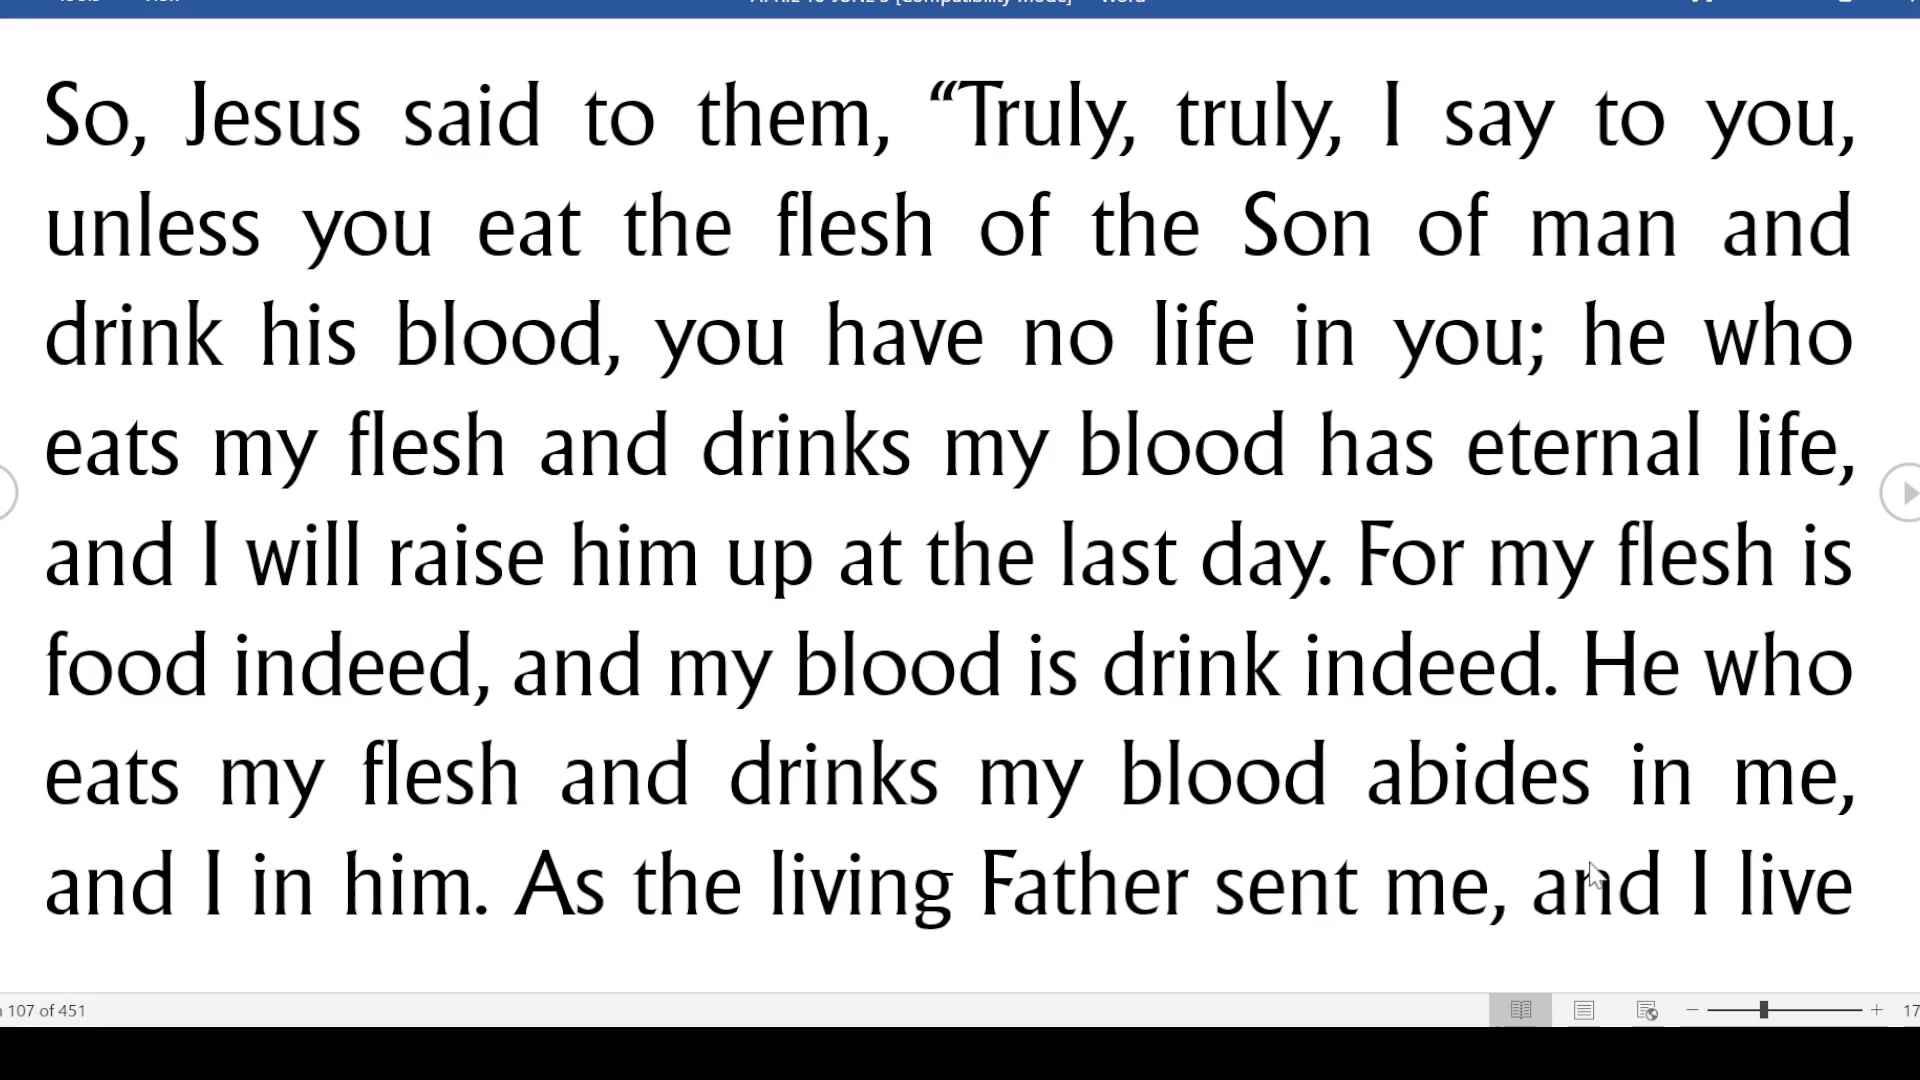 So, Jesus said to them, “Truly, truly, I say to you,
unless you eat the flesh of the Son of man and
drink his blood, you have no life in you; he who
eats my flesh and drinks my blood has eternal life,
and I will raise him up at the last day. For my flesh is
food indeed, and my blood is drink indeed. He who
eats my flesh and drinks my blood abides in me,
and I in him. As the living Father sent me, and I live
107 of 451
17